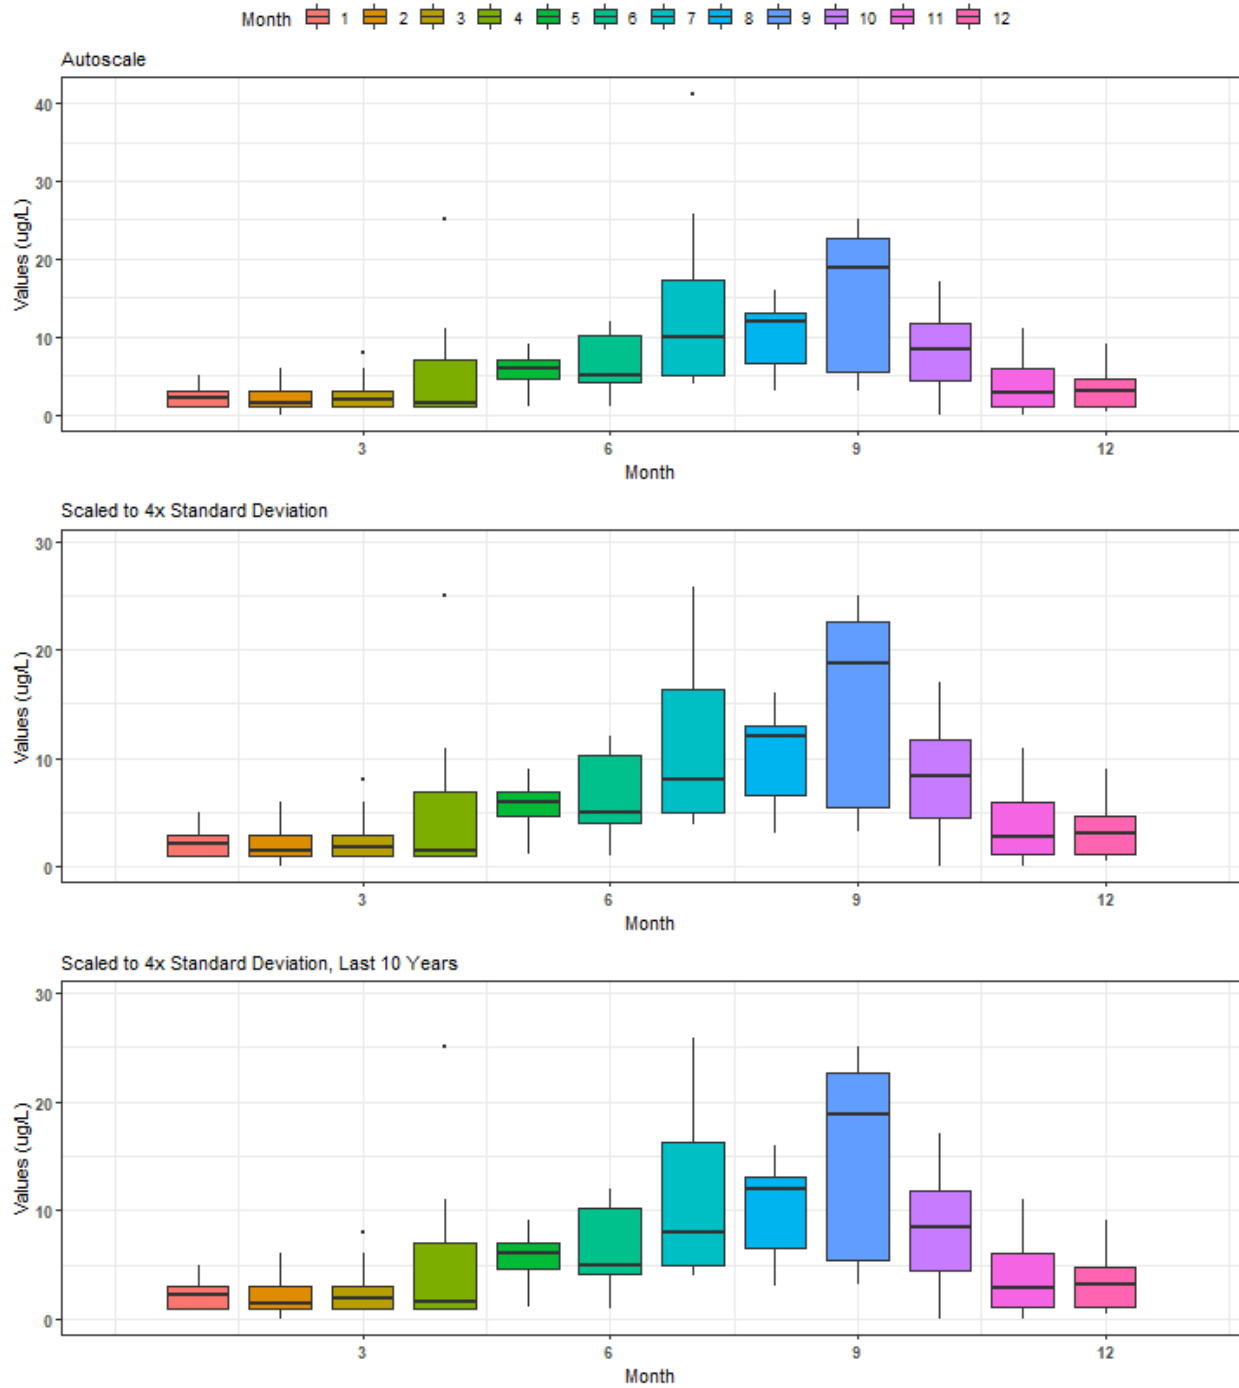 Month 1 2 3 4 5 6 7 8 9 10 11 12
Autoscale
Values (ug/L)
40
30
20
10
0
3 6 9 12
Month
Scaled to 4x Standard Deviation
Values (ug/L)
30
20
10
0
3 6 9 12
Month
Scaled to 4x Standard Deviation, Last 10 Years
Values (ug/L)
30
20
10
0
3 6 9 12
Month